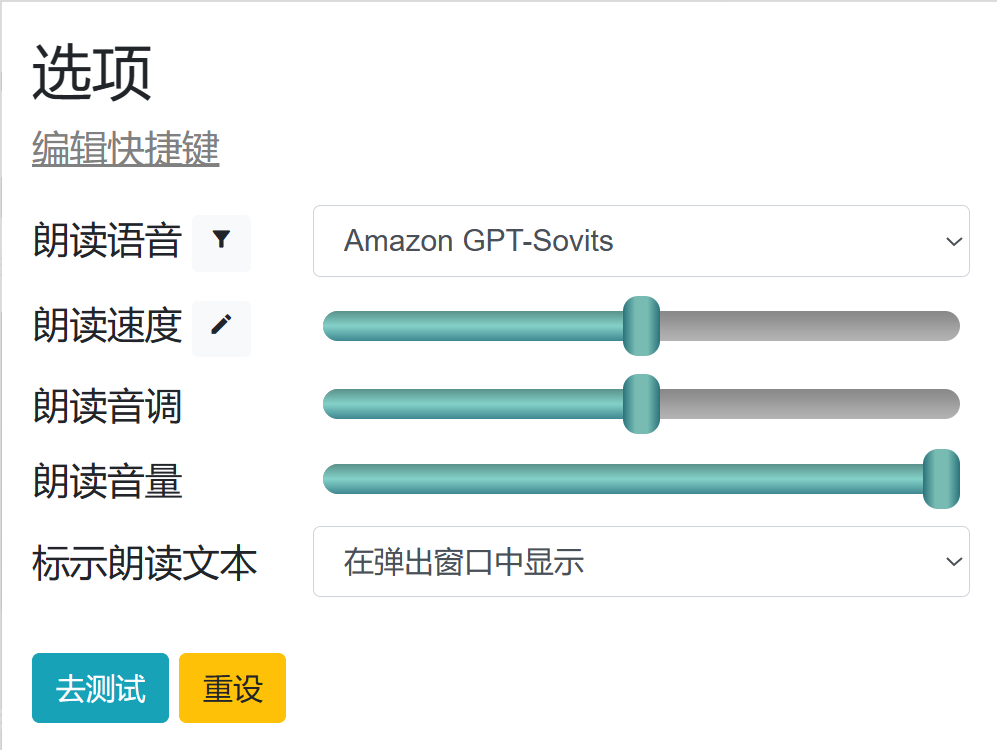 选项
编辑快捷键
朗读语音 Amazon GPT-Sovits
朗读速度
朗读音调
朗读音量
标示朗读文本 在弹出窗口中显示
去测试 重设